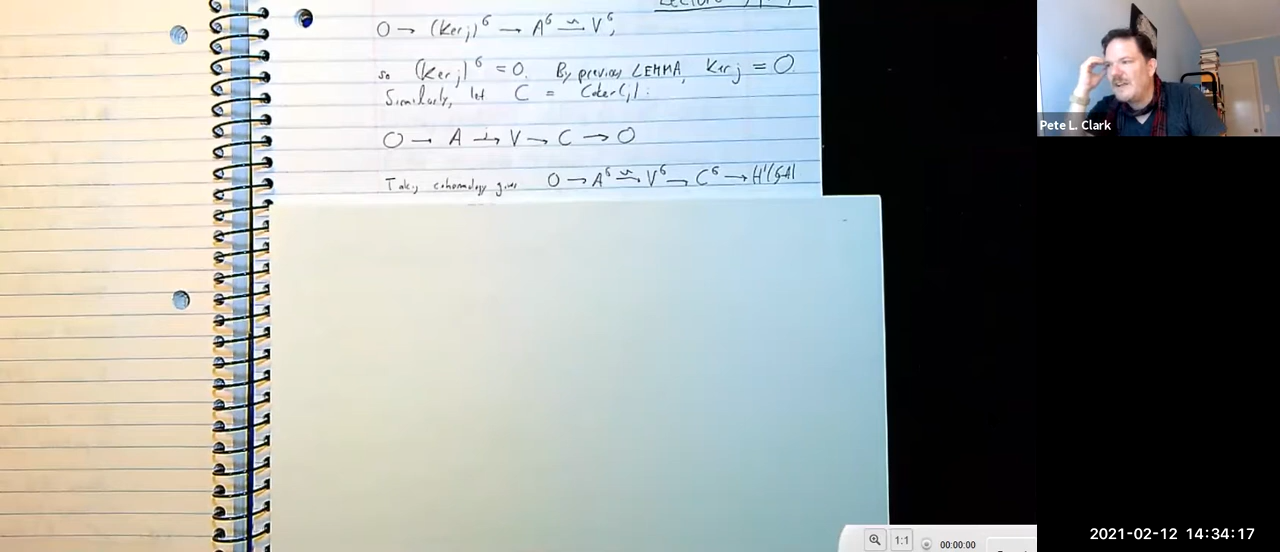 Lecture
0 → (Ker j)^G → A^G ⥲ V^G,
so (Ker j)^G = 0. By previous LEMMA, Ker j = 0
Similarly, let C = Coker(j).
0 → A →^j V → C → 0
Taking cohomology gives 0 → A^G ⥲ V^G → C^G → H^1(G,A)
Pete L. Clark
1:1
00:00:00
2021-02-12 14:34:17